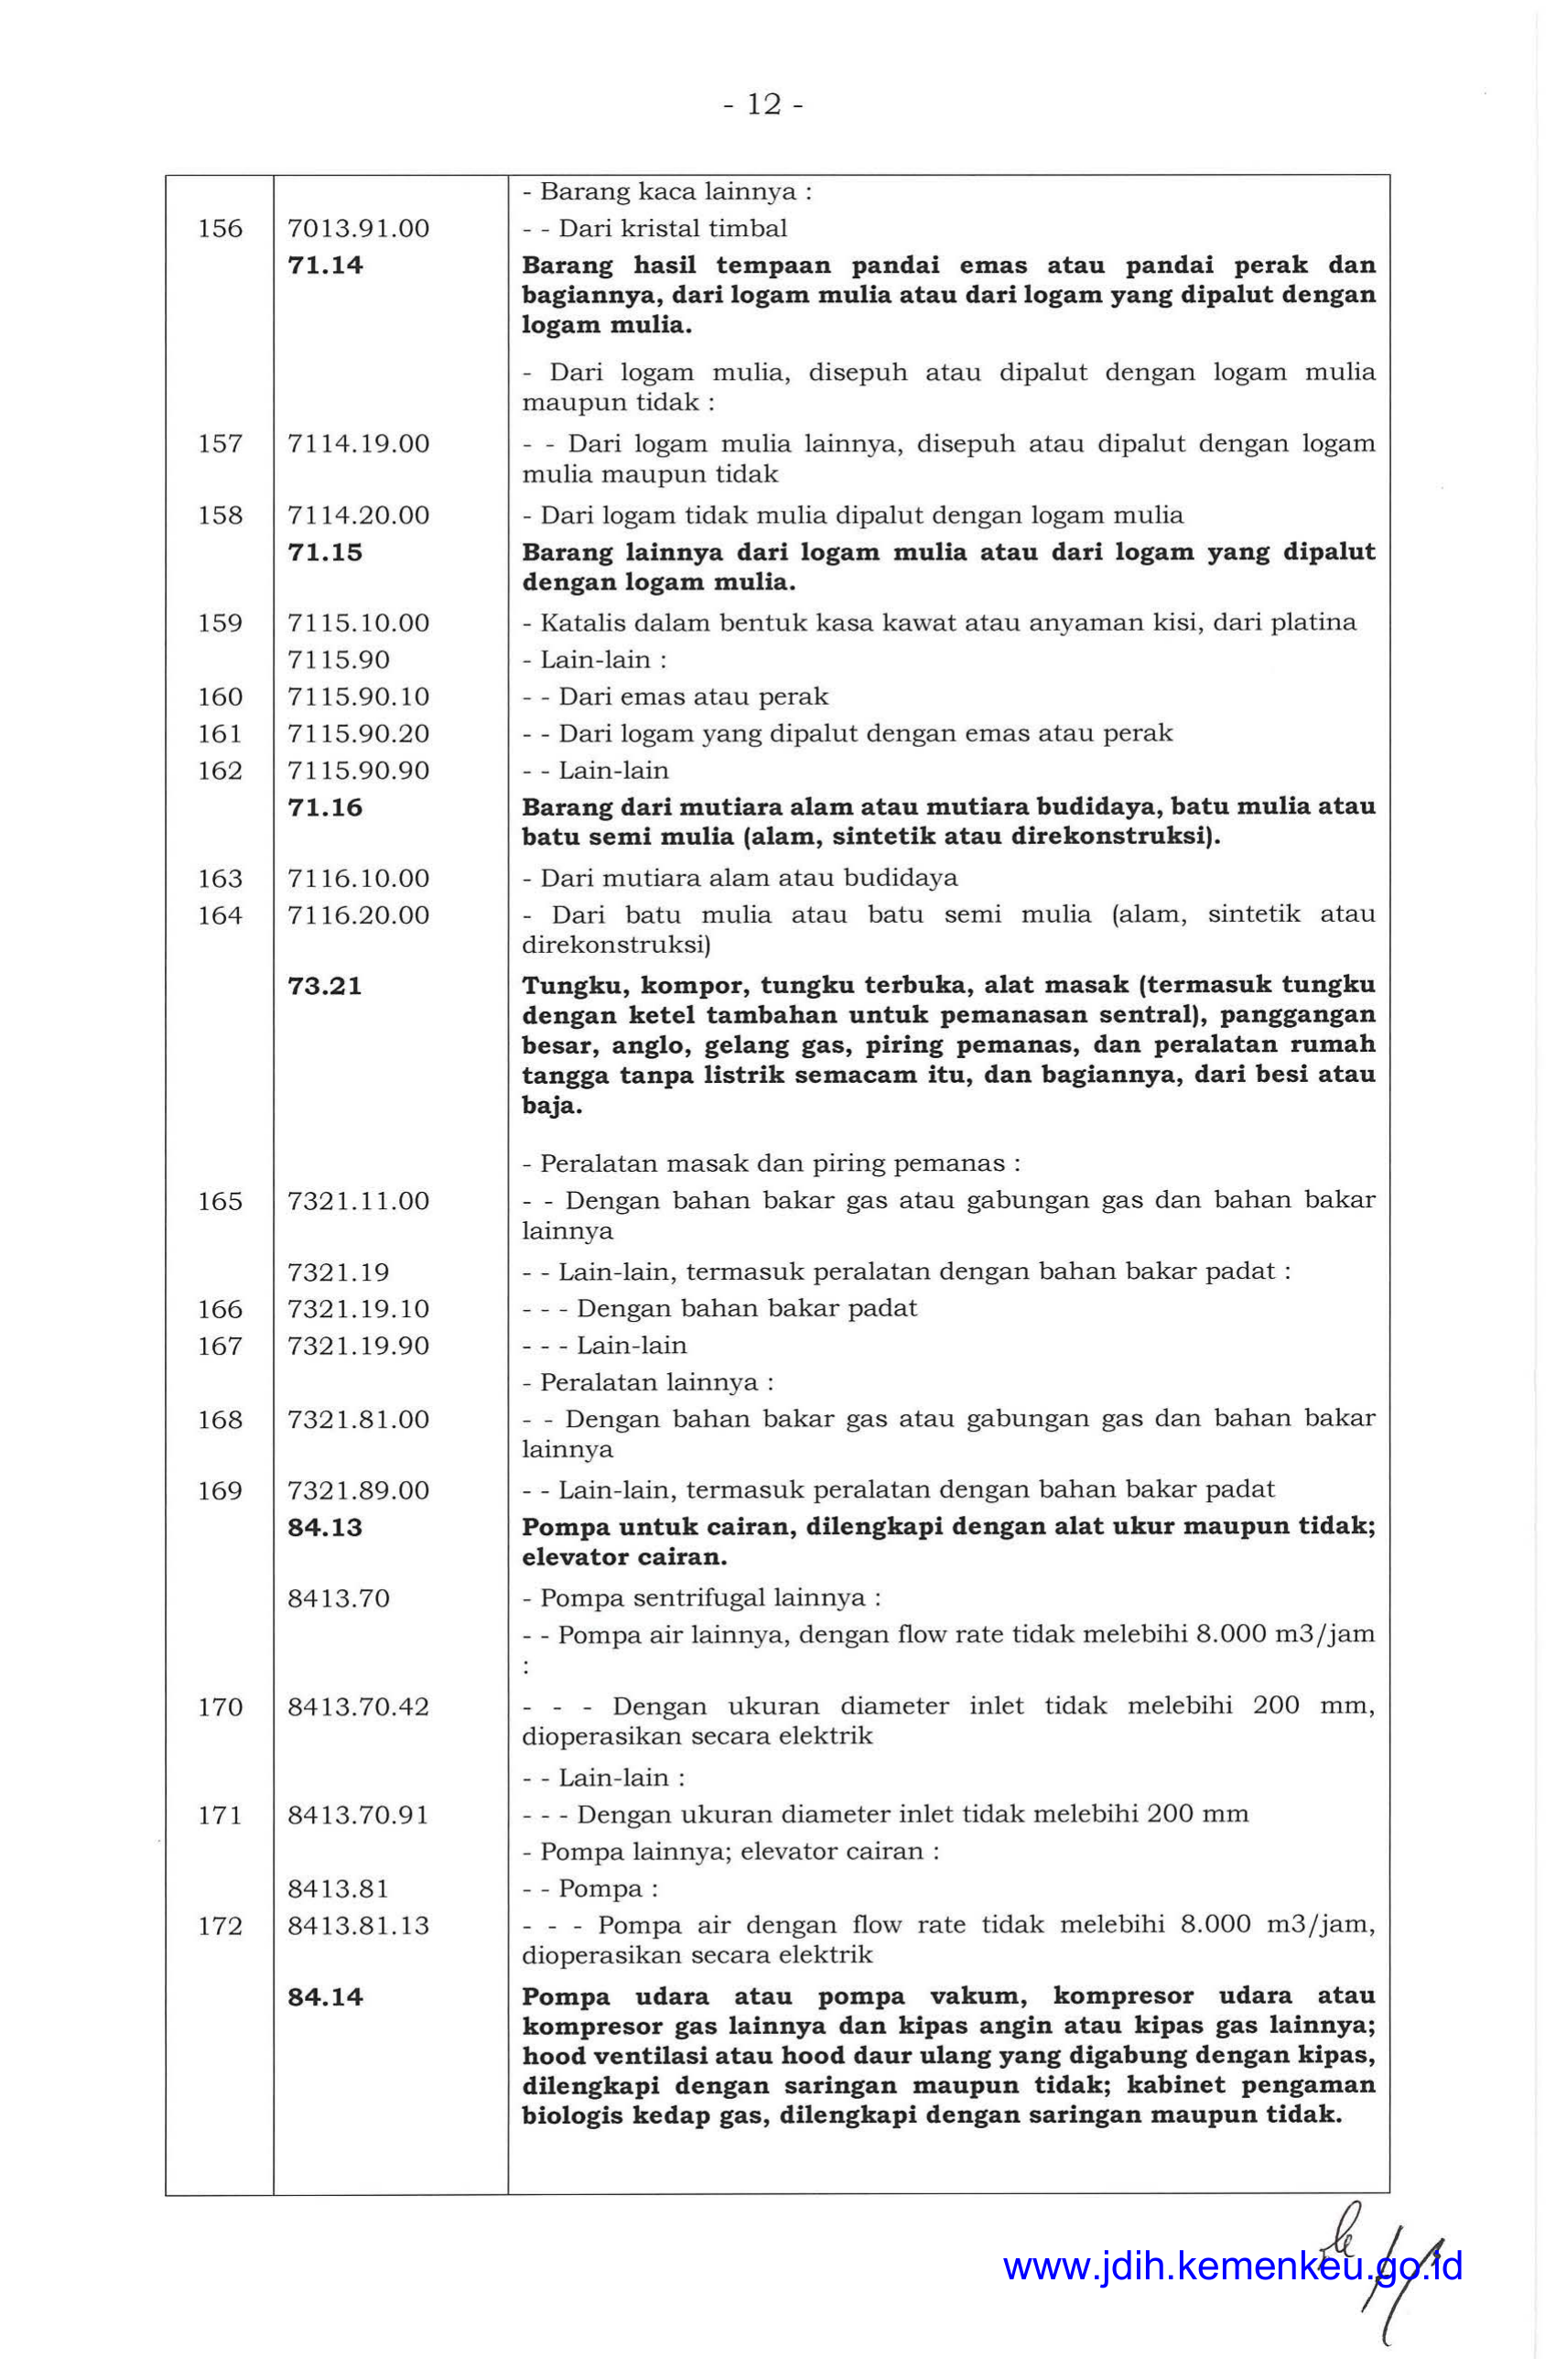 - 12 -
- Barang kaca lainnya :
156 7013.91.00 - - Dari kristal timbal
71.14 Barang hasil tempaan pandai emas atau pandai perak dan
bagiannya, dari logam mulia atau dari logam yang dipalut dengan
logam mulia.
- Dari logam mulia, disepuh atau dipalut dengan logam mulia
maupun tidak :
157 7114.19.00 - - Dari logam mulia lainnya, disepuh atau dipalut dengan logam
mulia maupun tidak
158 7114.20.00 - Dari logam tidak mulia dipalut dengan logam mulia
71.15 Barang lainnya dari logam mulia atau dari logam yang dipalut
dengan logam mulia.
159 7115.10.00 - Katalis dalam bentuk kasa kawat atau anyaman kisi, dari platina
7115.90 - Lain-lain :
160 7115.90.10 - - Dari emas atau perak
161 7115.90.20 - - Dari logam yang dipalut dengan emas atau perak
162 7115.90.90 - - Lain-lain
71.16 Barang dari mutiara alam atau mutiara budidaya, batu mulia atau
batu semi mulia (alam, sintetik atau direkonstruksi).
163 7116.10.00 - Dari mutiara alam atau budidaya
164 7116.20.00 - Dari batu mulia atau batu semi mulia (alam, sintetik atau
direkonstruksi)
73.21 Tungku, kompor, tungku terbuka, alat masak (termasuk tungku
dengan ketel tambahan untuk pemanasan sentral), panggangan
besar, anglo, gelang gas, piring pemanas, dan peralatan rumah
tangga tanpa listrik semacam itu, dan bagiannya, dari besi atau
baja.
- Peralatan masak dan piring pemanas :
165 7321.11.00 - - Dengan bahan bakar gas atau gabungan gas dan bahan bakar
lainnya
7321.19 - - Lain-lain, termasuk peralatan dengan bahan bakar padat :
166 7321.19.10 - - - Dengan bahan bakar padat
167 7321.19.90 - - - Lain-lain
- Peralatan lainnya :
168 7321.81.00 - - Dengan bahan bakar gas atau gabungan gas dan bahan bakar
lainnya
169 7321.89.00 - - Lain-lain, termasuk peralatan dengan bahan bakar padat
84.13 Pompa untuk cairan, dilengkapi dengan alat ukur maupun tidak;
elevator cairan.
8413.70 - Pompa sentrifugal lainnya :
- - Pompa air lainnya, dengan flow rate tidak melebihi 8.000 m3/jam
:
170 8413.70.42 - - - Dengan ukuran diameter inlet tidak melebihi 200 mm,
dioperasikan secara elektrik
- - Lain-lain :
171 8413.70.91 - - - Dengan ukuran diameter inlet tidak melebihi 200 mm
- Pompa lainnya; elevator cairan :
8413.81 - - Pompa :
172 8413.81.13 - - - Pompa air dengan flow rate tidak melebihi 8.000 m3/jam,
dioperasikan secara elektrik
84.14 Pompa udara atau pompa vakum, kompresor udara atau
kompresor gas lainnya dan kipas angin atau kipas gas lainnya;
hood ventilasi atau hood daur ulang yang digabung dengan kipas,
dilengkapi dengan saringan maupun tidak; kabinet pengaman
biologis kedap gas, dilengkapi dengan saringan maupun tidak.
www.jdih.kemenkeu.go.id